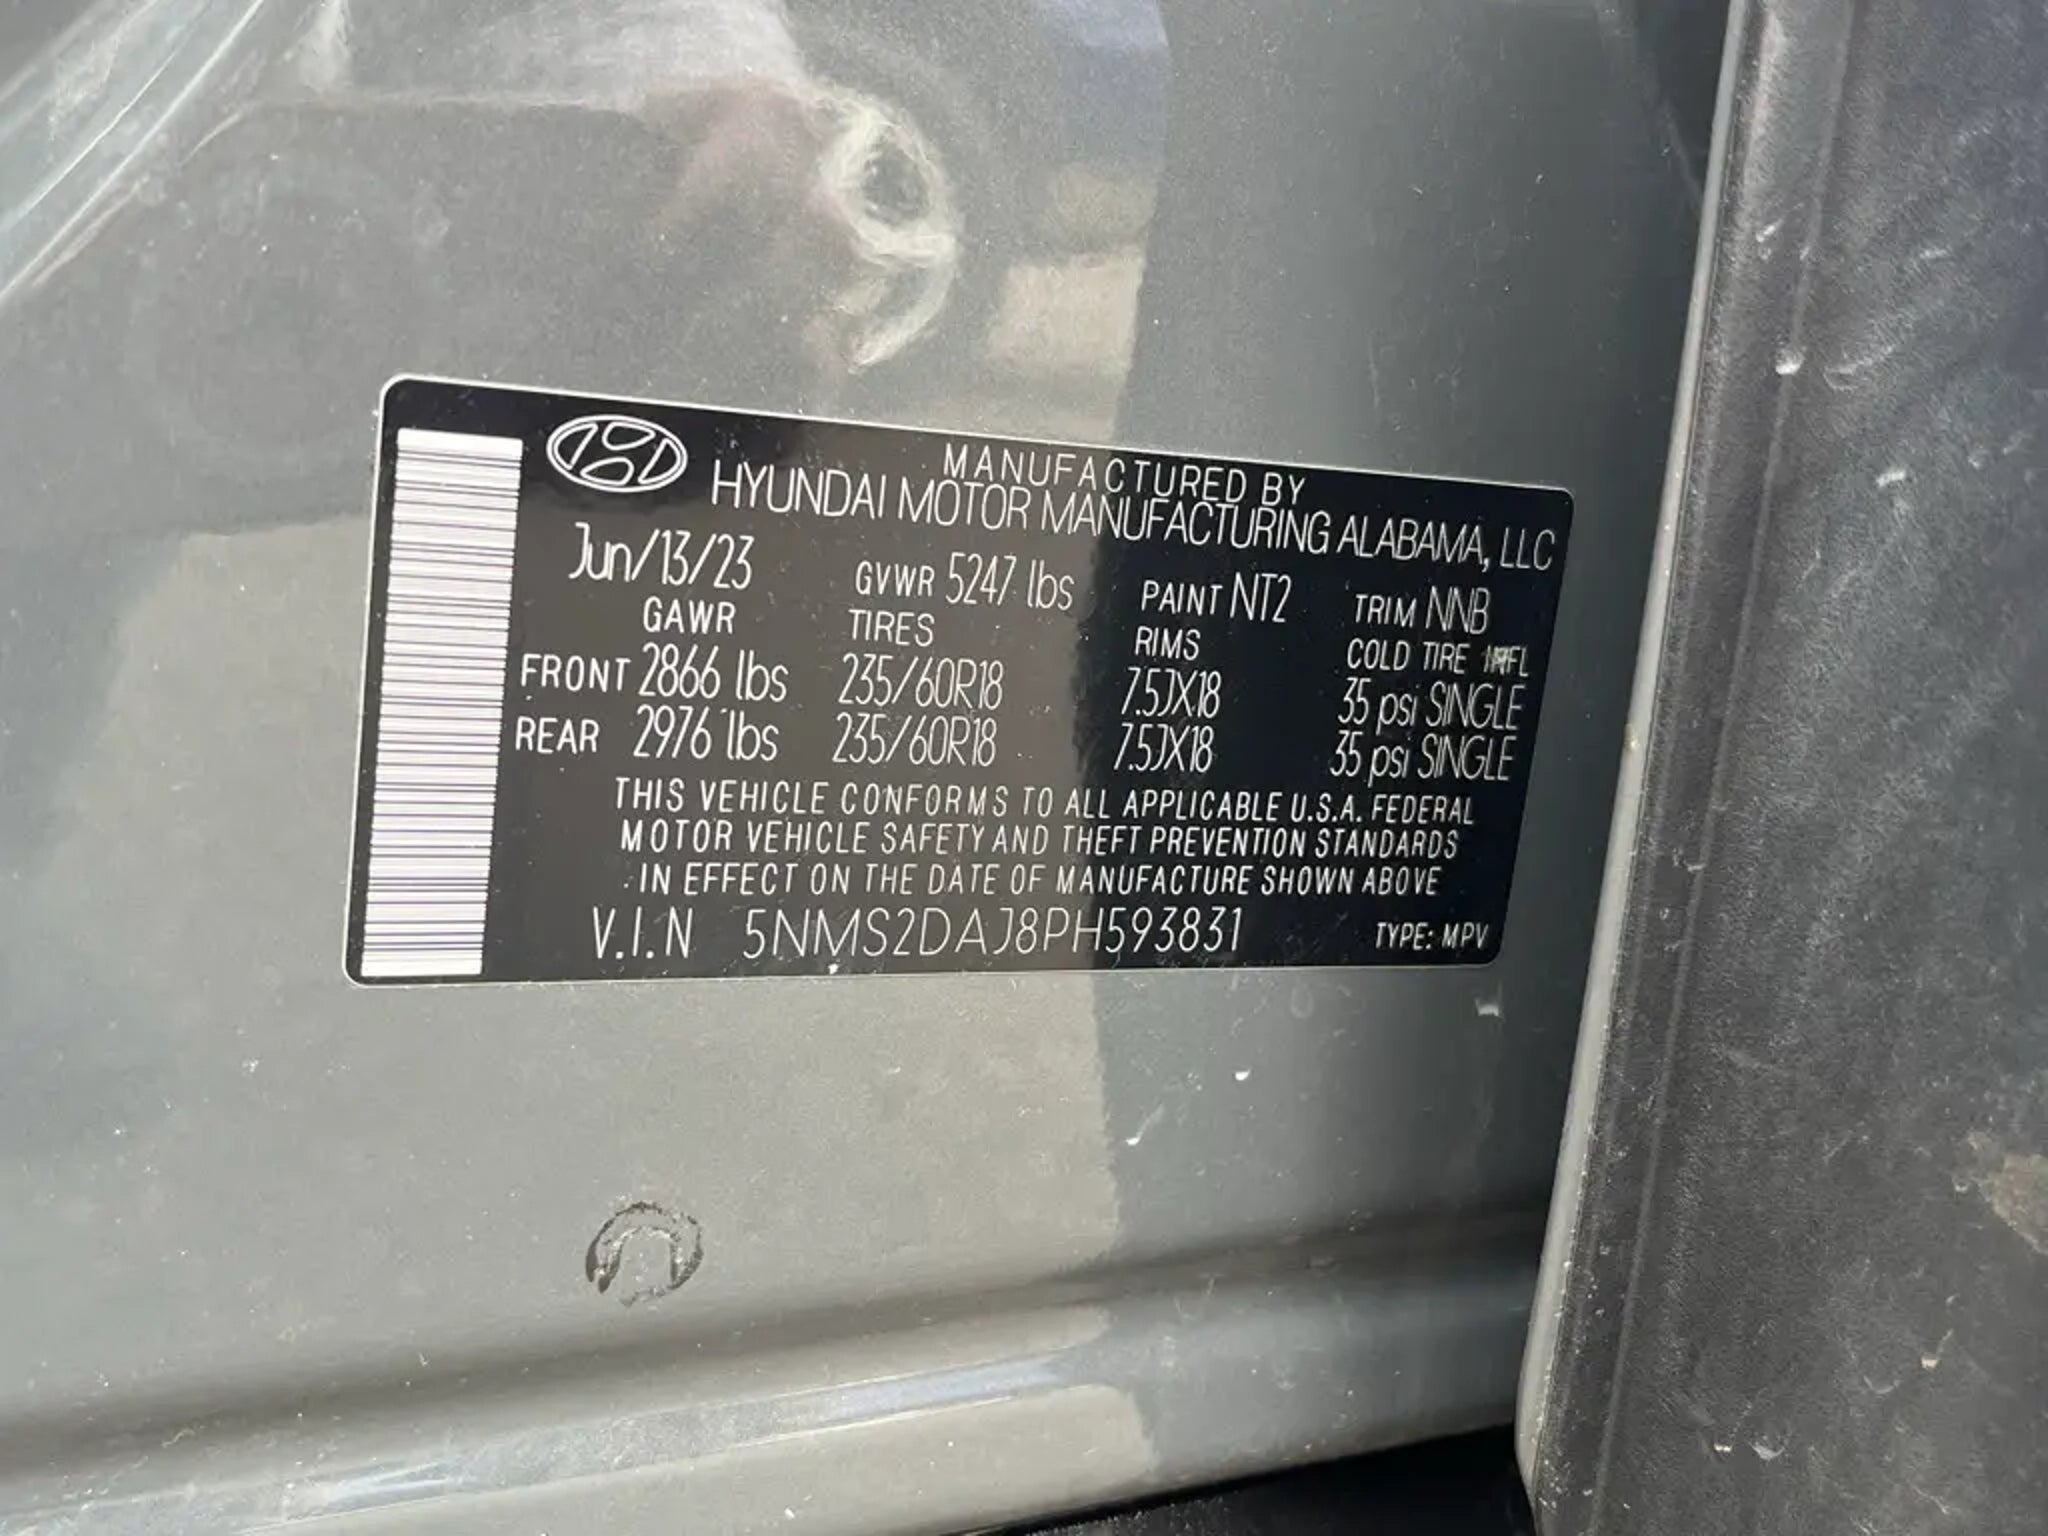 MANUFACTURED BY
HYUNDAI MOTOR MANUFACTURING ALABAMA, LLC
Jun/13/23 GVWR 5247 lbs PAINT NT2 TRIM NNB
GAWR TIRES RIMS COLD TIRE INFL
FRONT 2866 lbs 235/60R18 7.5JX18 35 psi SINGLE
REAR 2976 lbs 235/60R18 7.5JX18 35 psi SINGLE
THIS VEHICLE CONFORMS TO ALL APPLICABLE U.S.A. FEDERAL
MOTOR VEHICLE SAFETY AND THEFT PREVENTION STANDARDS
IN EFFECT ON THE DATE OF MANUFACTURE SHOWN ABOVE
V.I.N 5NMS2DAJ8PH593831 TYPE: MPV